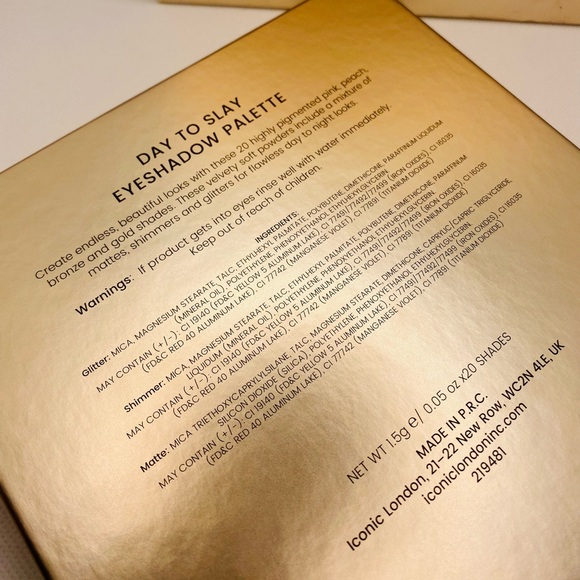 DAY TO SLAY
EYESHADOW PALETTE
Create endless, beautiful looks with these 20 highly pigmented pink, peach,
bronze and gold shades. These velvety soft powders include a mixture of
mattes, shimmers and glitters for flawless day to night looks.
Warnings: If product gets into eyes rinse well with water immediately.
Keep out of reach of children.
INGREDIENTS:
Glitter: MICA, MAGNESIUM STEARATE, TALC, ETHYLHEXYL PALMITATE, POLYBUTENE, DIMETHICONE, PARAFFINUM LIQUIDUM
(MINERAL OIL), POLYETHYLENE, PHENOXYETHANOL, ETHYLHEXYLGLYCERIN.
MAY CONTAIN (+/-): CI 19140 (FD&C YELLOW 5 ALUMINUM LAKE), CI 77491/77492/77499 (IRON OXIDES), CI 16035
(FD&C RED 40 ALUMINUM LAKE), CI 77742 (MANGANESE VIOLET), CI 77891 (TITANIUM DIOXIDE)
Shimmer: MICA, MAGNESIUM STEARATE, TALC, ETHYLHEXYL PALMITATE, POLYBUTENE, DIMETHICONE, PARAFFINUM
LIQUIDUM (MINERAL OIL), POLYETHYLENE, PHENOXYETHANOL, ETHYLHEXYLGLYCERIN.
MAY CONTAIN (+/-): CI 19140 (FD&C YELLOW 5 ALUMINUM LAKE), CI 77491/77492/77499 (IRON OXIDES), CI 16035
(FD&C RED 40 ALUMINUM LAKE), CI 77742 (MANGANESE VIOLET), CI 77891 (TITANIUM DIOXIDE)
Matte: MICA TRIETHOXYCAPRYLYLSILANE, TALC, MAGNESIUM STEARATE, DIMETHICONE, CAPRYLIC/CAPRIC TRIGLYCERIDE,
SILICON DIOXIDE (SILICA), POLYETHYLENE, PHENOXYETHANOL, ETHYLHEXYLGLYCERIN.
MAY CONTAIN (+/-): CI 19140 (FD&C YELLOW 5 ALUMINUM LAKE), CI 77491/77492/77499 (IRON OXIDES), CI 16035
(FD&C RED 40 ALUMINUM LAKE), CI 77742 (MANGANESE VIOLET), CI 77891 (TITANIUM DIOXIDE)
NET WT 1.5g e/ 0.05 oz x20 SHADES
MADE IN P.R.C.
Iconic London, 21-22 New Row, WC2N 4LE, UK
iconiclondoninc.com
219481